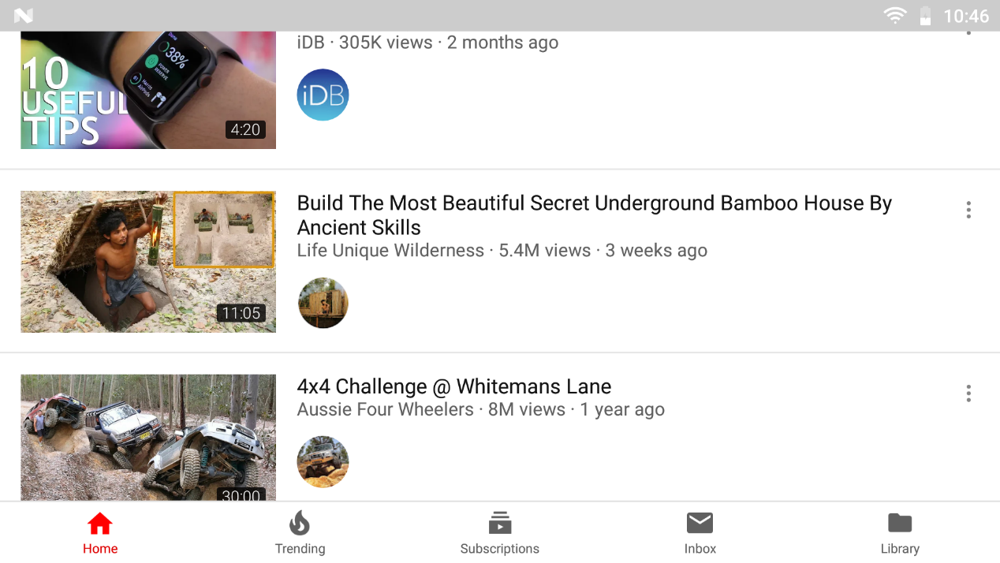 10:46
iDB · 305K views · 2 months ago
38%
POWER
RESERVE
10
USEFUL
TIPS
4:20
iDB
Build The Most Beautiful Secret Underground Bamboo House By
Ancient Skills
Life Unique Wilderness · 5.4M views · 3 weeks ago
11:05
4x4 Challenge @ Whitemans Lane
Aussie Four Wheelers · 8M views · 1 year ago
30:00
Home
Trending
Subscriptions
Inbox
Library